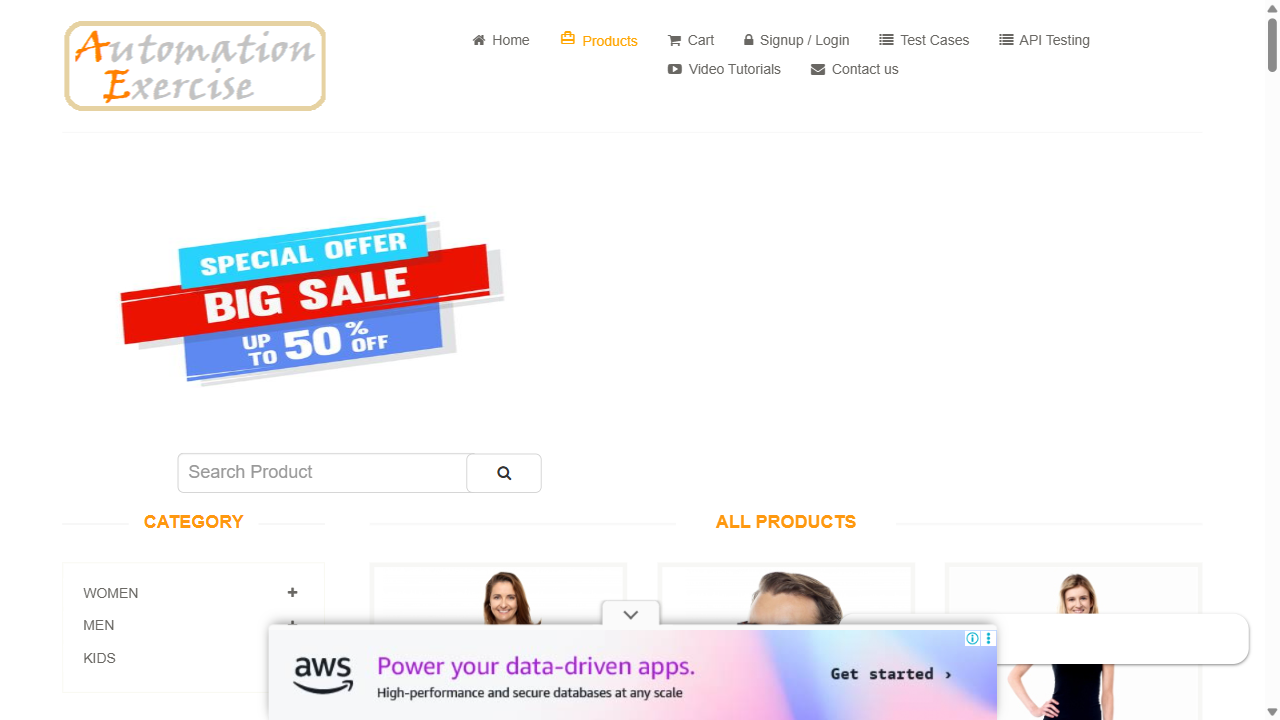 Automation
Exercise
Home
Products
Cart
Signup / Login
Test Cases
API Testing
Video Tutorials
Contact us
SPECIAL OFFER
BIG SALE
UP TO 50% OFF
Search Product
CATEGORY
ALL PRODUCTS
WOMEN
MEN
KIDS
aws
Power your data-driven apps.
High-performance and secure databases at any scale
Get started ›